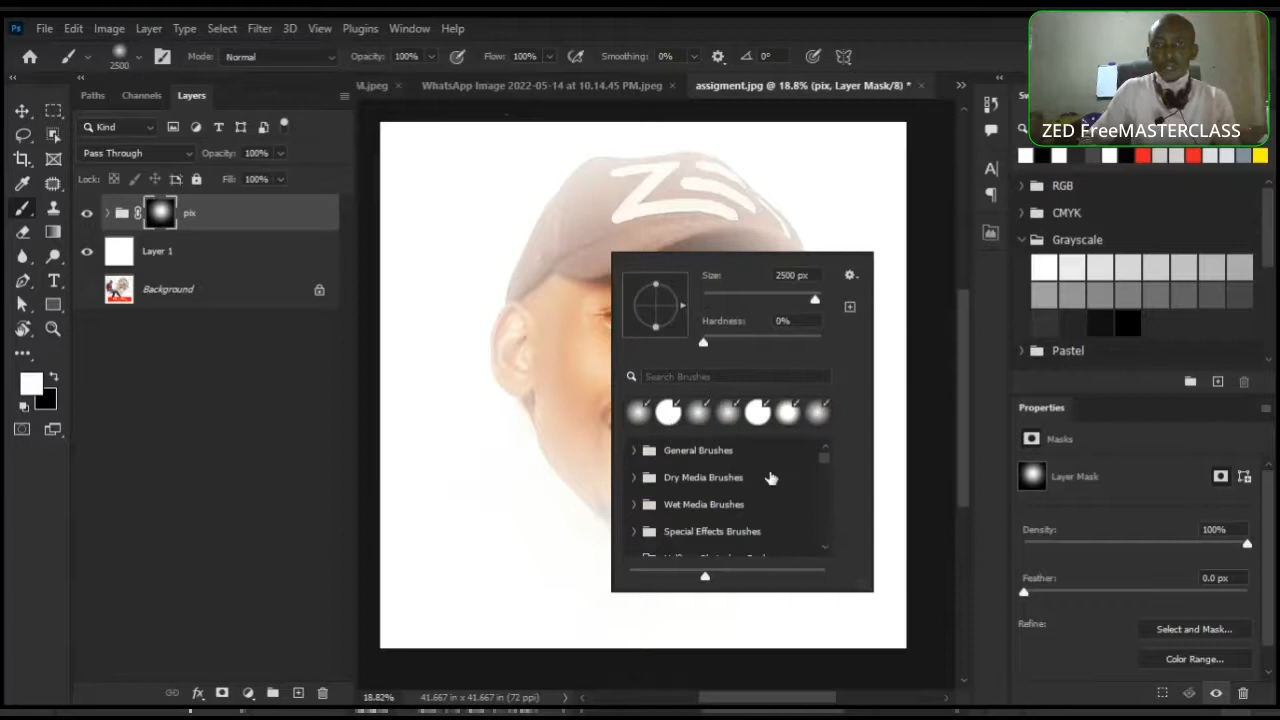 Ps File Edit Image Layer Type Select Filter 3D View Plugins Window Help
2500 Mode: Normal Opacity: 100% Flow: 100% Smoothing: 0% 0°
Paths Channels Layers
M.jpeg × WhatsApp Image 2022-05-14 at 10.14.45 PM.jpeg × assigment.jpg @ 18.8% (pix, Layer Mask/8) * ×
ZED FreeMASTERCLASS
Kind
Pass Through Opacity: 100%
Lock: Fill: 100%
pix
Layer 1
Background
Size: 2500 px
Hardness: 0%
Search Brushes
General Brushes
Dry Media Brushes
Wet Media Brushes
Special Effects Brushes
RGB
CMYK
Grayscale
Pastel
Properties
Masks
Layer Mask
Density: 100%
Feather: 0.0 px
Refine: Select and Mask...
Color Range...
18.82% 41.667 in x 41.667 in (72 ppi)